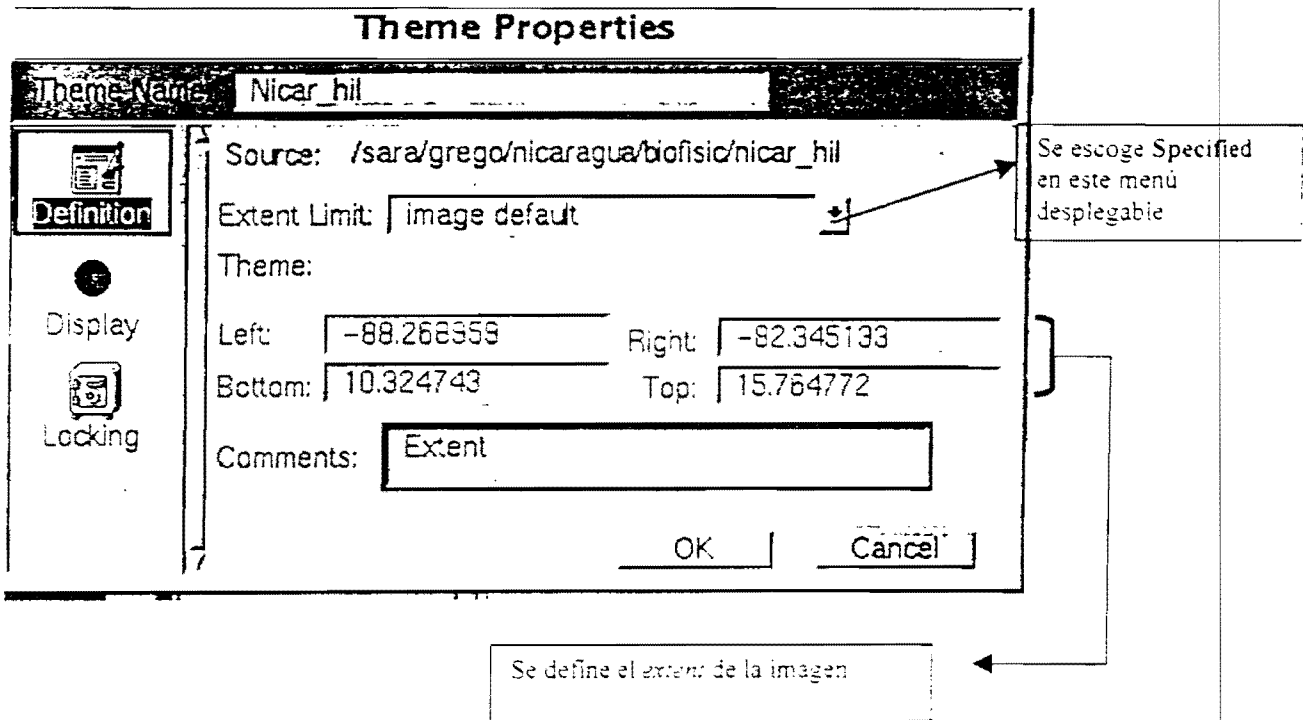 Theme Properties
Theme Name: Nicar_hil
Definition
Display
Locking
Source: /sara/grego/nicaragua/biofisic/nicar_hil
Extent Limit: image default
Theme:
Left: -88.268359 Right: -82.345133
Bottom: 10.324743 Top: 15.764772
Comments: Extent
OK Cancel
Se escoge Specified
en este menú
desplegable
Se define el extent de la imagen